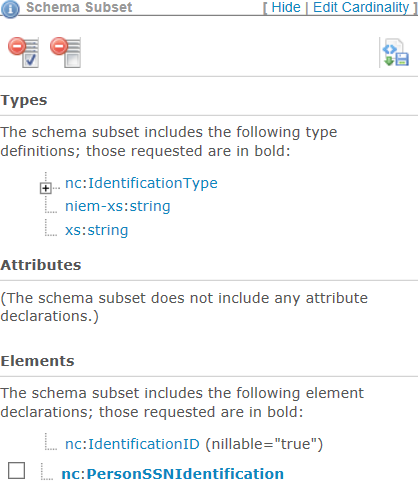 Schema Subset [ Hide | Edit Cardinality ]
Types
The schema subset includes the following type
definitions; those requested are in bold:
nc:IdentificationType
niem-xs:string
xs:string
Attributes
(The schema subset does not include any attribute
declarations.)
Elements
The schema subset includes the following element
declarations; those requested are in bold:
nc:IdentificationID (nillable="true")
nc:PersonSSNIdentification